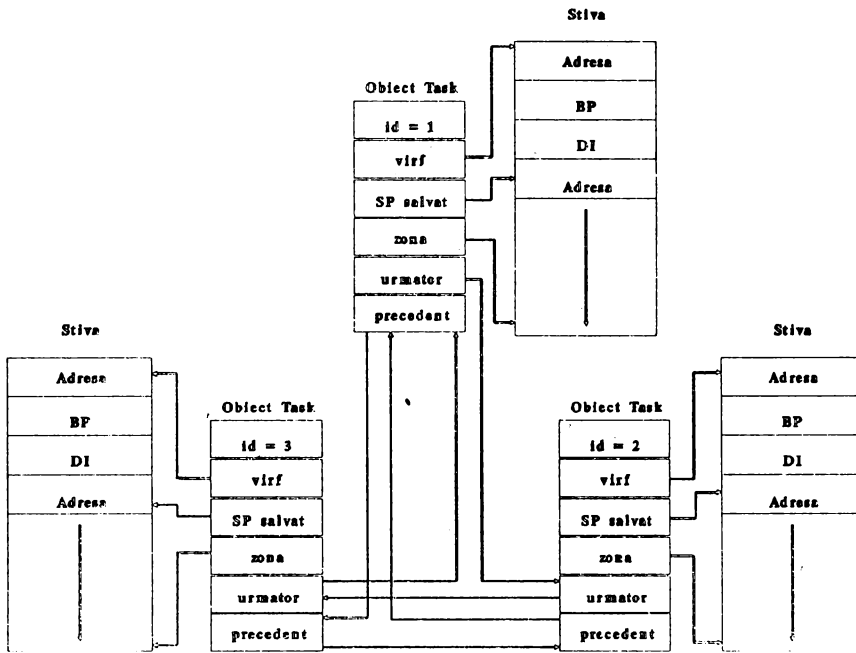 Stiva
Adresa
BP
DI
Adresa
Obiect Task
id = 1
virf
SP salvat
zona
urmator
precedent
Stiva
Adresa
BP
DI
Adresa
Obiect Task
id = 3
virf
SP salvat
zona
urmator
precedent
Obiect Task
id = 2
virf
SP salvat
zona
urmator
precedent
Stiva
Adresa
BP
DI
Adresa